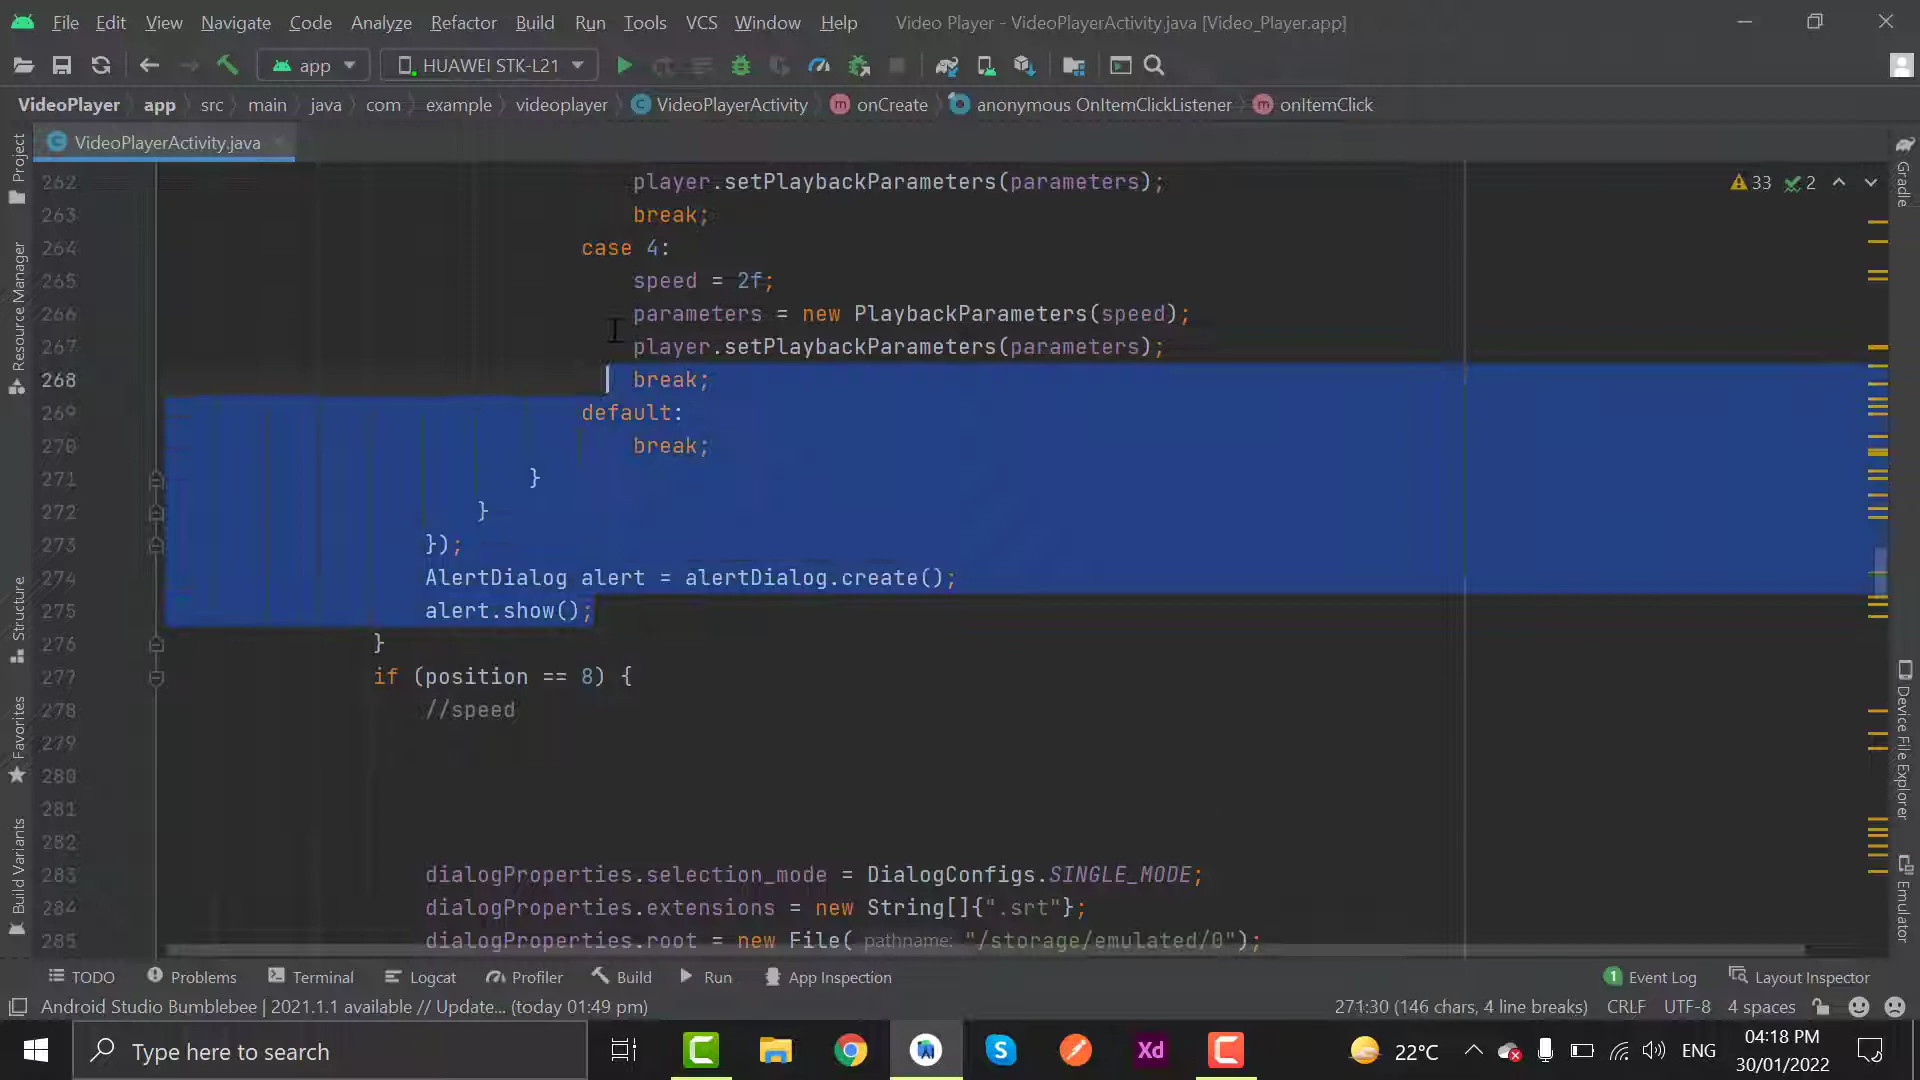 File Edit View Navigate Code Analyze Refactor Build Run Tools VCS Window Help Video Player - VideoPlayerActivity.java [Video_Player.app]
app HUAWEI STK-L21
VideoPlayer app src main java com example videoplayer VideoPlayerActivity onCreate anonymous OnItemClickListener onItemClick
VideoPlayerActivity.java
262 player.setPlaybackParameters(parameters);
33 2
263 break;
264 case 4:
265 speed = 2f;
266 parameters = new PlaybackParameters(speed);
267 player.setPlaybackParameters(parameters);
268 break;
269 default:
270 break;
271 }
272 }
273 });
274 AlertDialog alert = alertDialog.create();
275 alert.show();
276 }
277 if (position == 8) {
278 //speed
279
280
281
282
283 dialogProperties.selection_mode = DialogConfigs.SINGLE_MODE;
284 dialogProperties.extensions = new String[]{".srt"};
285 dialogProperties.root = new File( pathname: "/storage/emulated/0");
Project
Resource Manager
Structure
Favorites
Build Variants
Gradle
Device File Explorer
Emulator
TODO Problems Terminal Logcat Profiler Build Run App Inspection 1 Event Log Layout Inspector
Android Studio Bumblebee | 2021.1.1 available // Update... (today 01:49 pm) 271:30 (146 chars, 4 line breaks) CRLF UTF-8 4 spaces
Type here to search
S
Xd
22°C
ENG
04:18 PM
30/01/2022